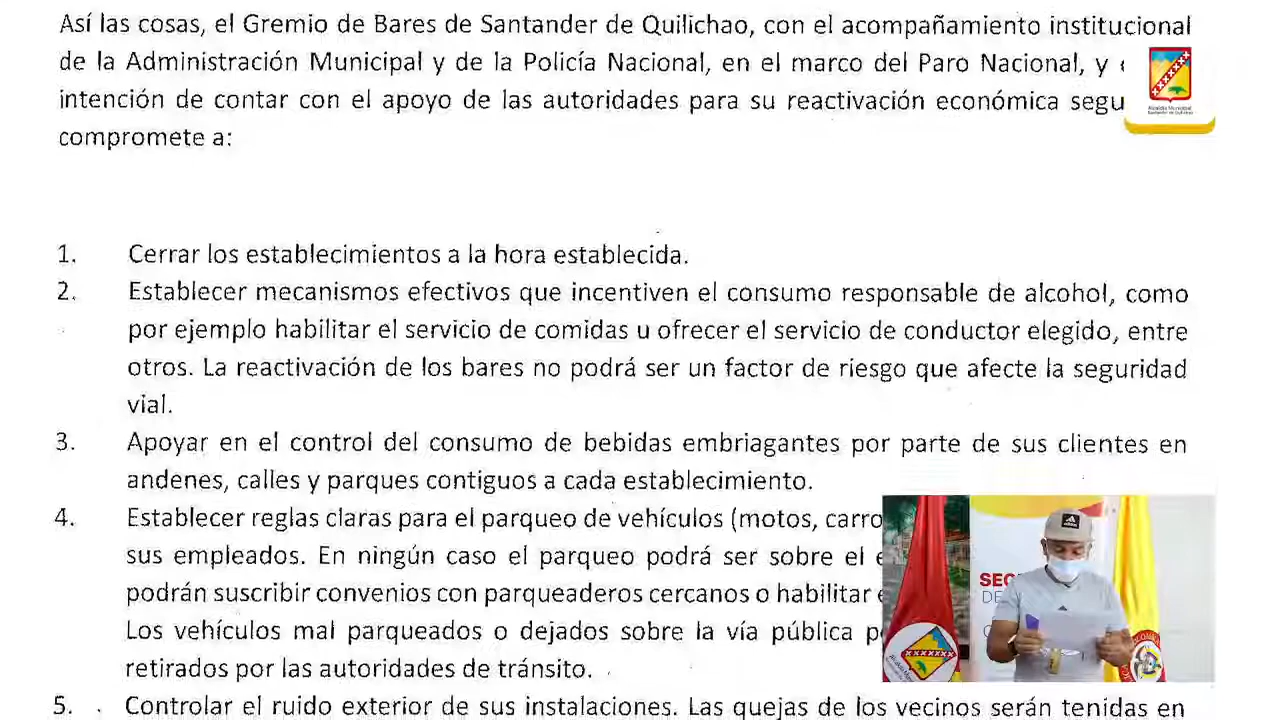 Así las cosas, el Gremio de Bares de Santander de Quilichao, con el acompañamiento institucional
de la Administración Municipal y de la Policía Nacional, en el marco del Paro Nacional, y
intención de contar con el apoyo de las autoridades para su reactivación económica segu
compromete a:
Alcaldía Municipal
Santander de Quilichao
1. Cerrar los establecimientos a la hora establecida.
2. Establecer mecanismos efectivos que incentiven el consumo responsable de alcohol, como
por ejemplo habilitar el servicio de comidas u ofrecer el servicio de conductor elegido, entre
otros. La reactivación de los bares no podrá ser un factor de riesgo que afecte la seguridad
vial.
3. Apoyar en el control del consumo de bebidas embriagantes por parte de sus clientes en
andenes, calles y parques contiguos a cada establecimiento.
4. Establecer reglas claras para el parqueo de vehículos (motos, carro
sus empleados. En ningún caso el parqueo podrá ser sobre el e
podrán suscribir convenios con parqueaderos cercanos o habilitar
Los vehículos mal parqueados o dejados sobre la vía pública p
retirados por las autoridades de tránsito.
5. Controlar el ruido exterior de sus instalaciones. Las quejas de los vecinos serán tenidas en
SEC
DE